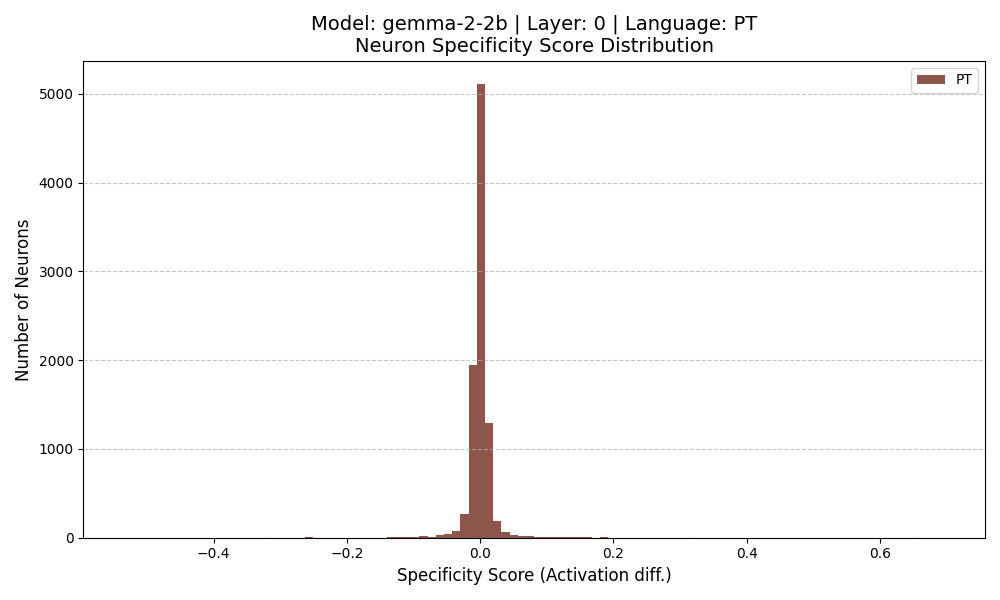 Model: gemma-2-2b | Layer: 0 | Language: PT
Neuron Specificity Score Distribution
PT
5000
4000
3000
2000
1000
0
Number of Neurons
−0.4 −0.2 0.0 0.2 0.4 0.6
Specificity Score (Activation diff.)